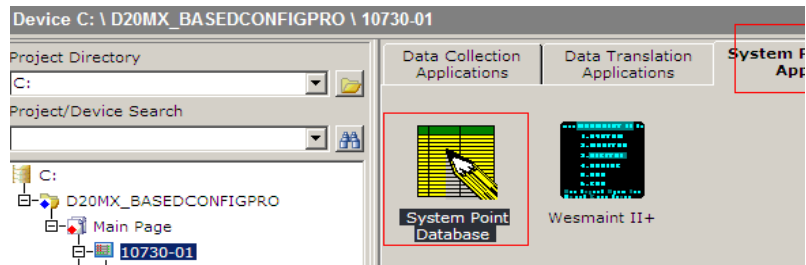 Device C: \ D20MX_BASEDCONFIGPRO \ 10730-01
Project Directory
C:
Project/Device Search
C:
D20MX_BASEDCONFIGPRO
Main Page
10730-01
Data Collection
Applications
Data Translation
Applications
System
App
System Point
Database
Wesmaint II+